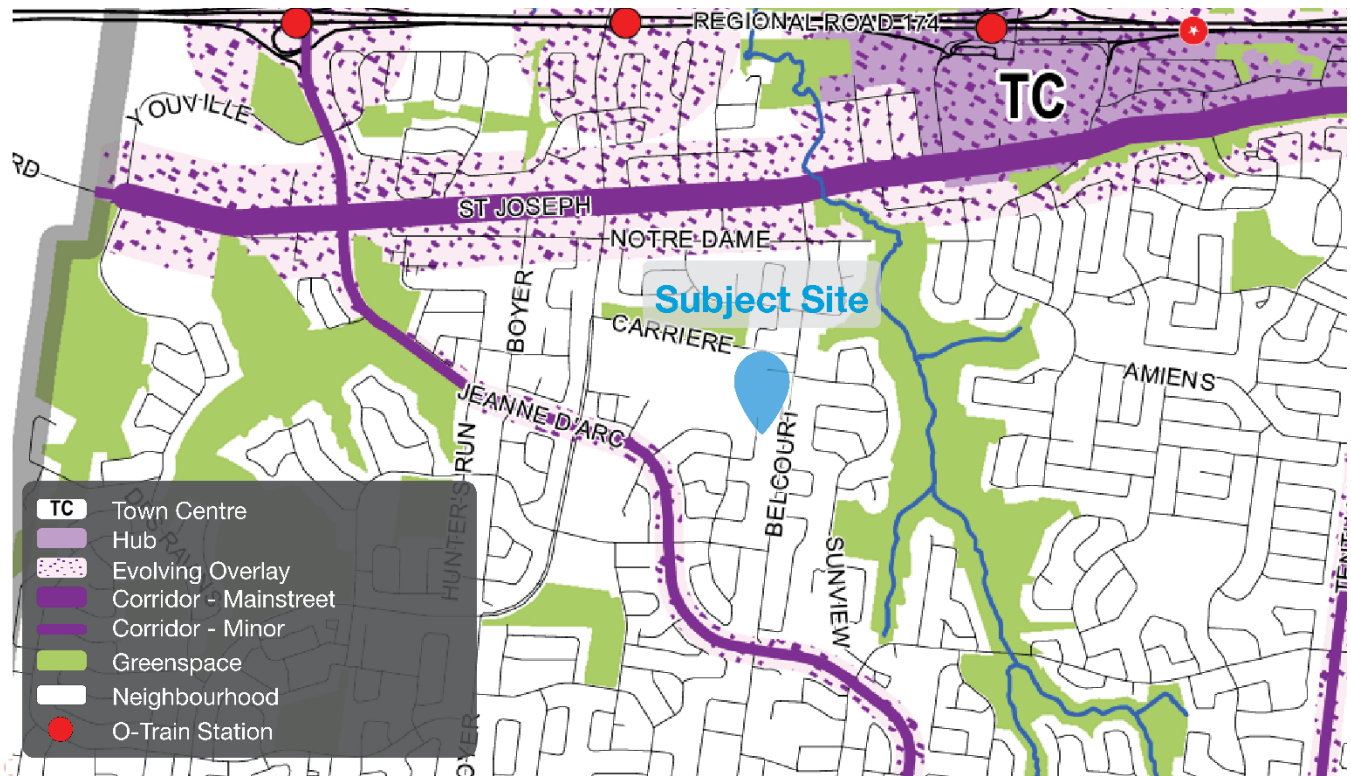 REGIONAL ROAD 174
TC
YOUVILLE
RD
ST JOSEPH
NOTRE DAME
BOYER
Subject Site
CARRIERE
AMIENS
JEANNE D'ARC
BELCOURT
HUNTER'S RUN
SUNVIEW
TC Town Centre
Hub
Evolving Overlay
Corridor - Mainstreet
Corridor - Minor
Greenspace
Neighbourhood
O-Train Station